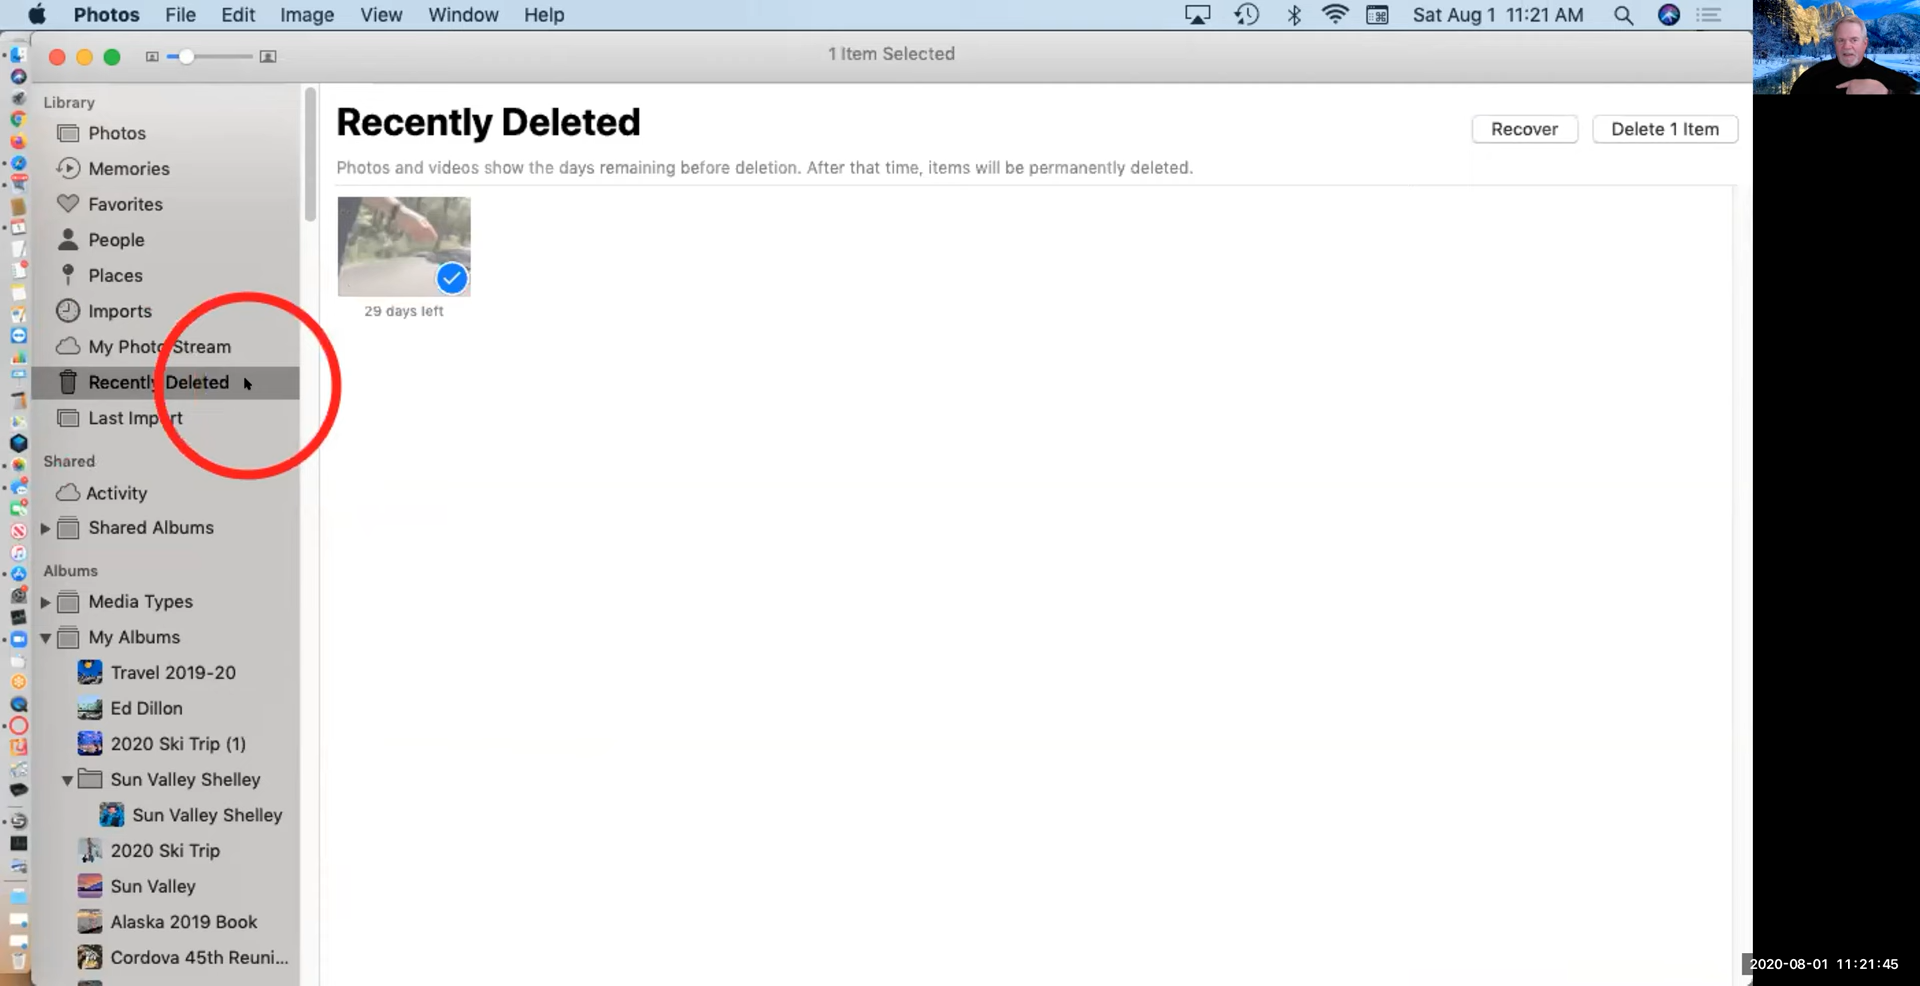 Photos File Edit Image View Window Help Sat Aug 1 11:21 AM
1 Item Selected
Library
Photos
Memories
Favorites
People
Places
Imports
My Photo Stream
Recently Deleted
Last Import
Shared
Activity
Shared Albums
Albums
Media Types
My Albums
Travel 2019-20
Ed Dillon
2020 Ski Trip (1)
Sun Valley Shelley
Sun Valley Shelley
2020 Ski Trip
Sun Valley
Alaska 2019 Book
Cordova 45th Reuni...
Recently Deleted
Recover
Delete 1 Item
Photos and videos show the days remaining before deletion. After that time, items will be permanently deleted.
29 days left
2020-08-01 11:21:45